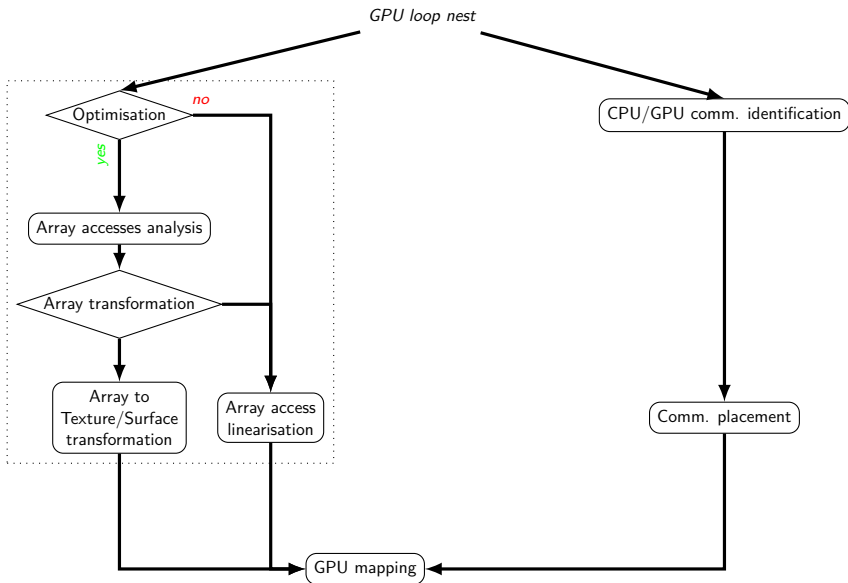 GPU loop nest
Optimisation
no
CPU/GPU comm. identification
yes
Array accesses analysis
Array transformation
Array to
Texture/Surface
transformation
Array access
linearisation
Comm. placement
GPU mapping